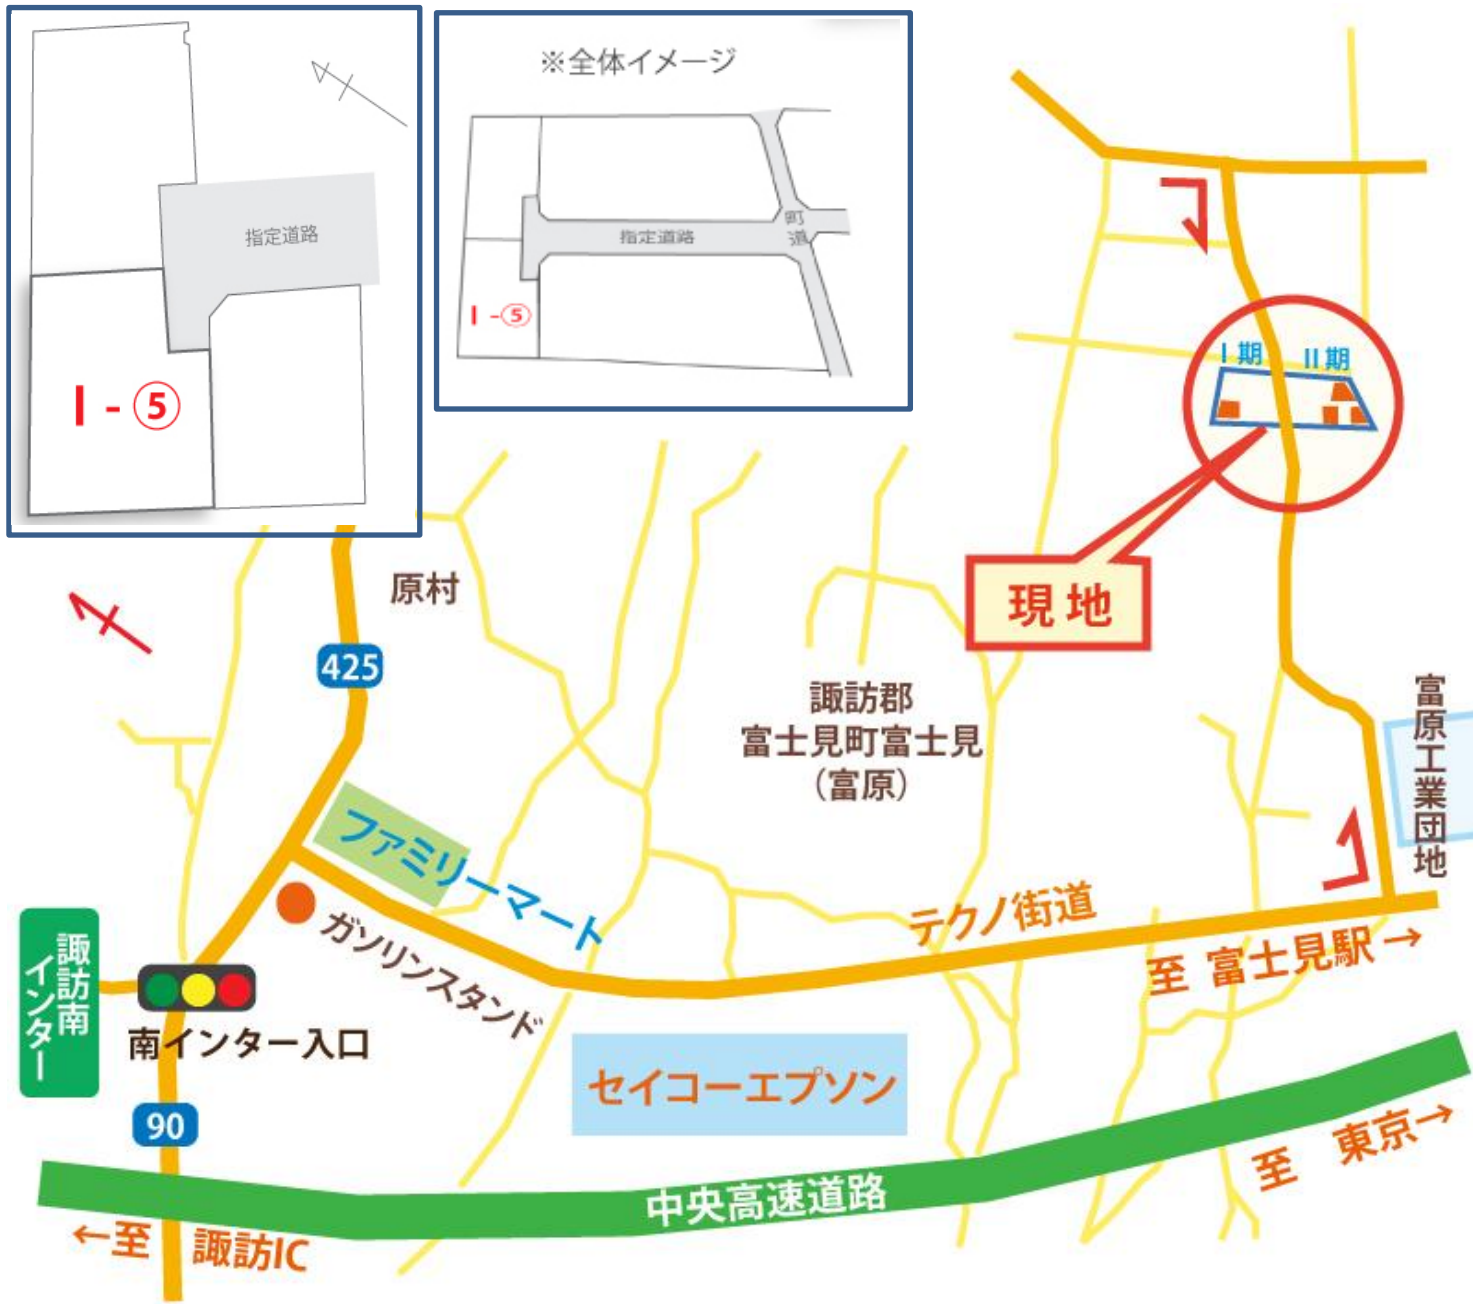 指定道路
Ⅰ-⑤
※全体イメージ
指定道路
町道
Ⅰ-⑤
Ⅰ期
Ⅱ期
現地
原村
425
諏訪郡
富士見町富士見
（富原）
富原工業団地
ファミリーマート
ガソリンスタンド
テクノ街道
至 富士見駅→
諏訪南
インター
南インター入口
90
セイコーエプソン
中央高速道路
至 東京→
←至 諏訪IC